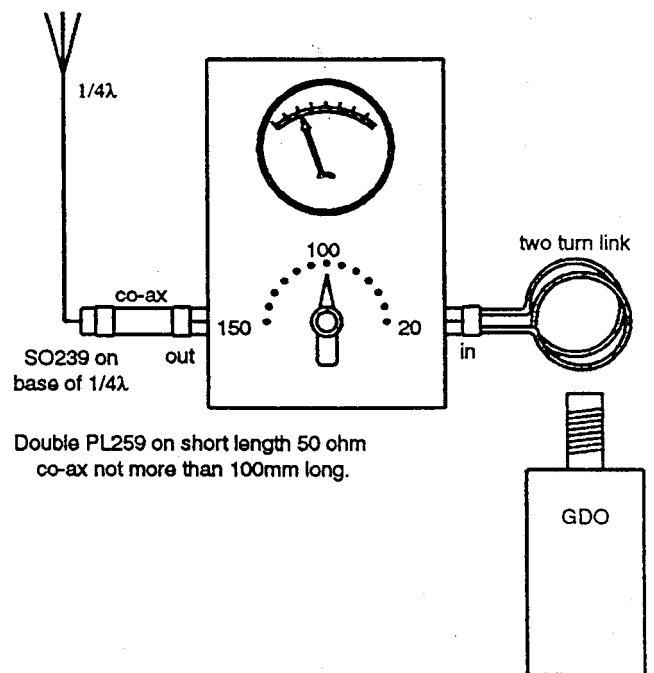 1/4λ
100
two turn link
co-ax
150
20
SO239 on
base of 1/4λ
out
in
Double PL259 on short length 50 ohm
co-ax not more than 100mm long.
GDO